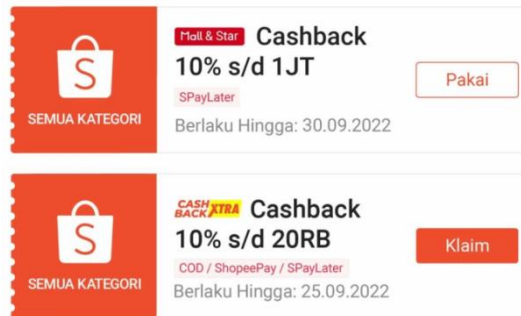 S
SEMUA KATEGORI
Mall & Star Cashback
10% s/d 1JT
SPayLater
Berlaku Hingga: 30.09.2022
Pakai
S
SEMUA KATEGORI
CASH BACK XTRA Cashback
10% s/d 20RB
COD / ShopeePay / SPayLater
Berlaku Hingga: 25.09.2022
Klaim